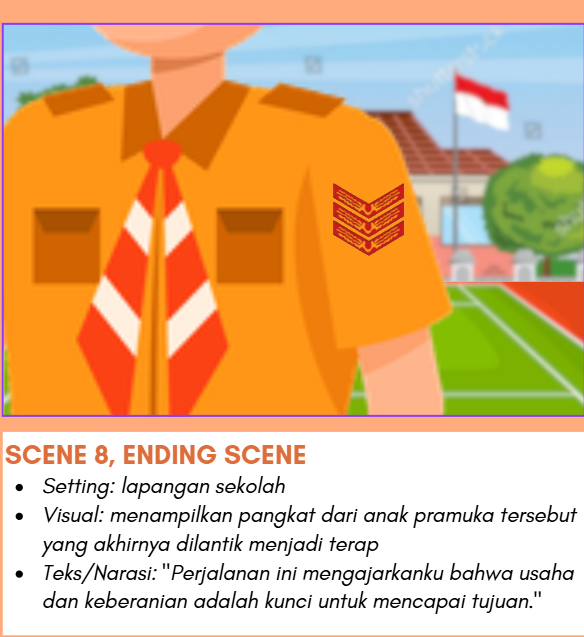 SCENE 8, ENDING SCENE
• Setting: lapangan sekolah
• Visual: menampilkan pangkat dari anak pramuka tersebut
yang akhirnya dilantik menjadi terap
• Teks/Narasi: "Perjalanan ini mengajarkanku bahwa usaha
dan keberanian adalah kunci untuk mencapai tujuan."